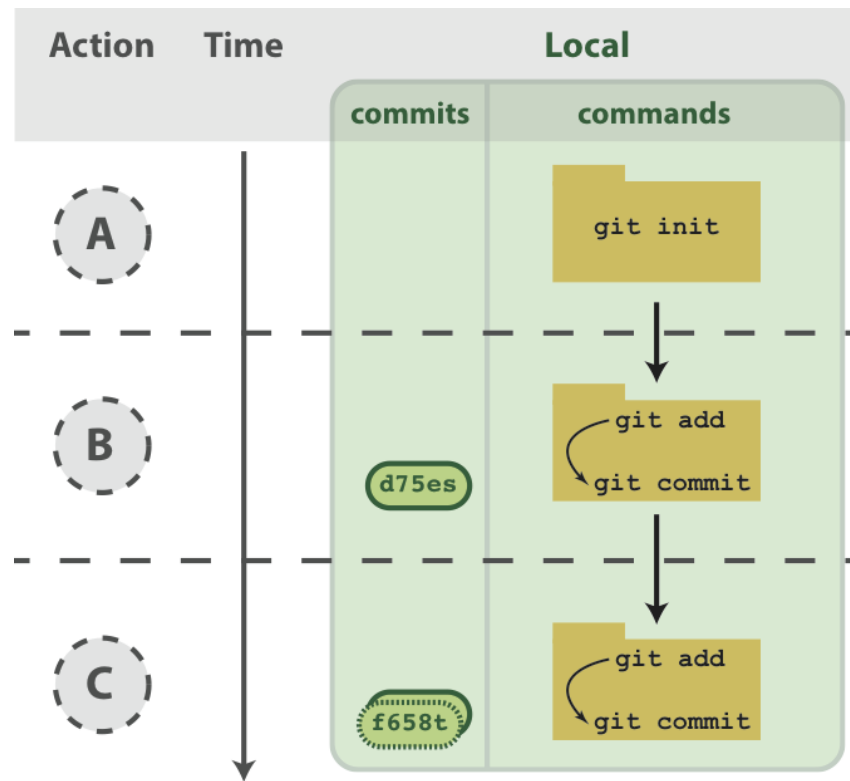 Action Time Local
commits commands
A
git init
B
git add
d75es
git commit
C
git add
f658t
git commit